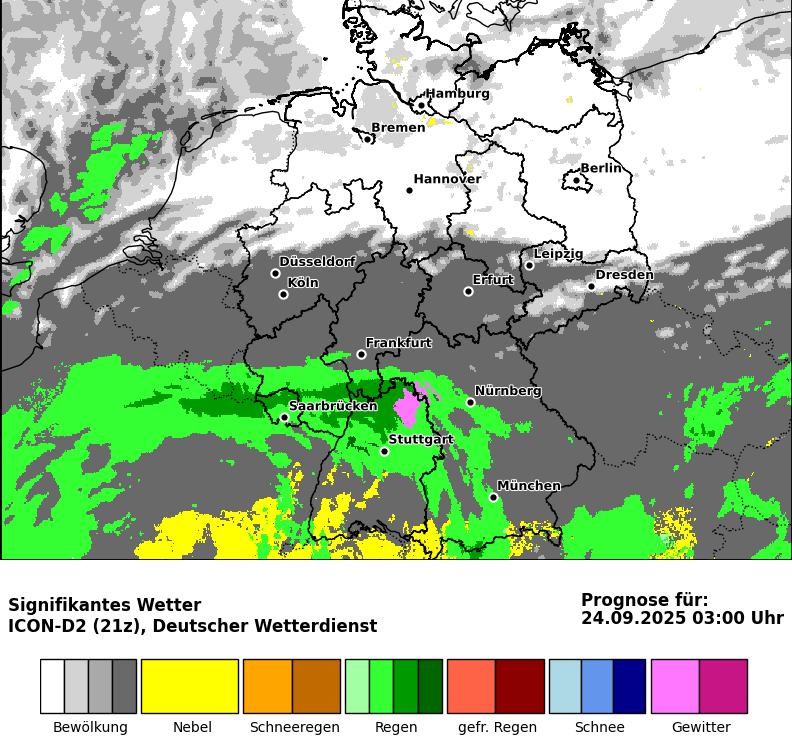 Hamburg
Bremen
Berlin
Hannover
Leipzig
Düsseldorf
Dresden
Köln
Erfurt
Frankfurt
Nürnberg
Saarbrücken
Stuttgart
München
Signifikantes Wetter
ICON-D2 (21z), Deutscher Wetterdienst
Prognose für:
24.09.2025 03:00 Uhr
Bewölkung
Nebel
Schneeregen
Regen
gefr. Regen
Schnee
Gewitter